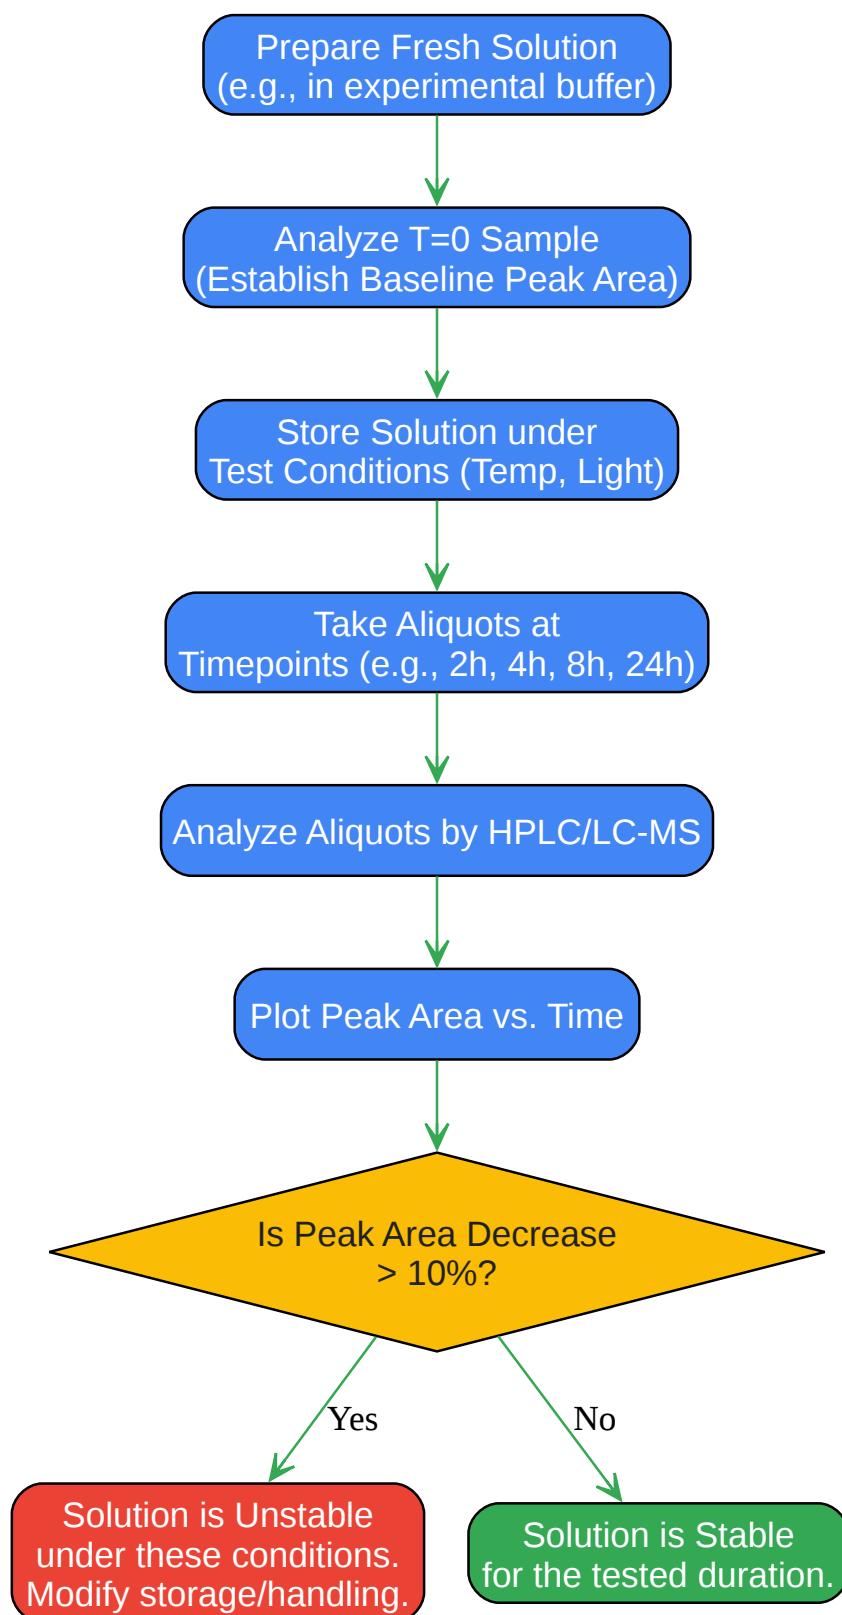 Prepare Fresh Solution
(e.g., in experimental buffer)
Analyze T=0 Sample
(Establish Baseline Peak Area)
Store Solution under
Test Conditions (Temp, Light)
Take Aliquots at
Timepoints (e.g., 2h, 4h, 8h, 24h)
Analyze Aliquots by HPLC/LC-MS
Plot Peak Area vs. Time
Is Peak Area Decrease
> 10%?
Yes
No
Solution is Unstable
under these conditions.
Modify storage/handling.
Solution is Stable
for the tested duration.